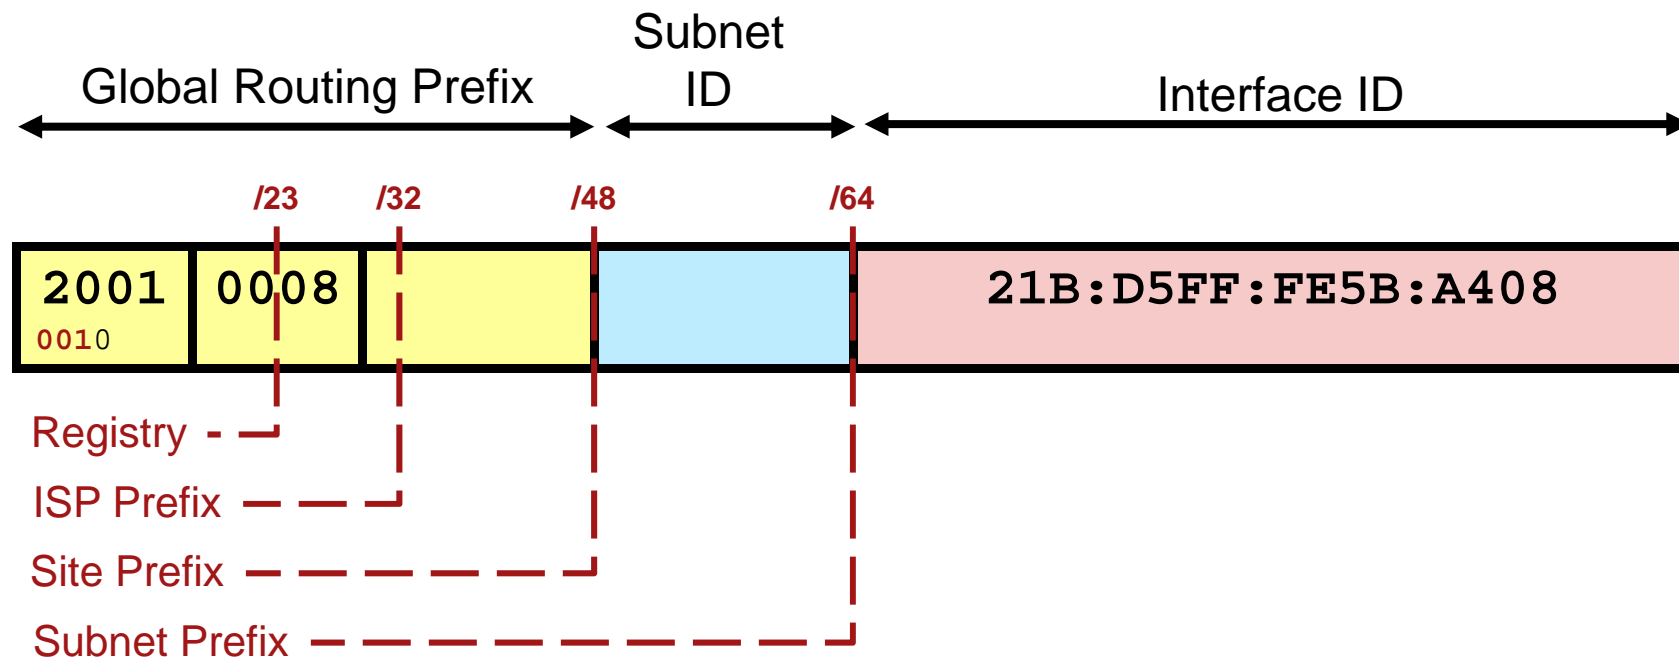 Subnet
ID
Global Routing Prefix
Interface ID
/23 /32 /48 /64
2001 0008 21B:D5FF:FE5B:A408
0010
Registry
ISP Prefix
Site Prefix
Subnet Prefix